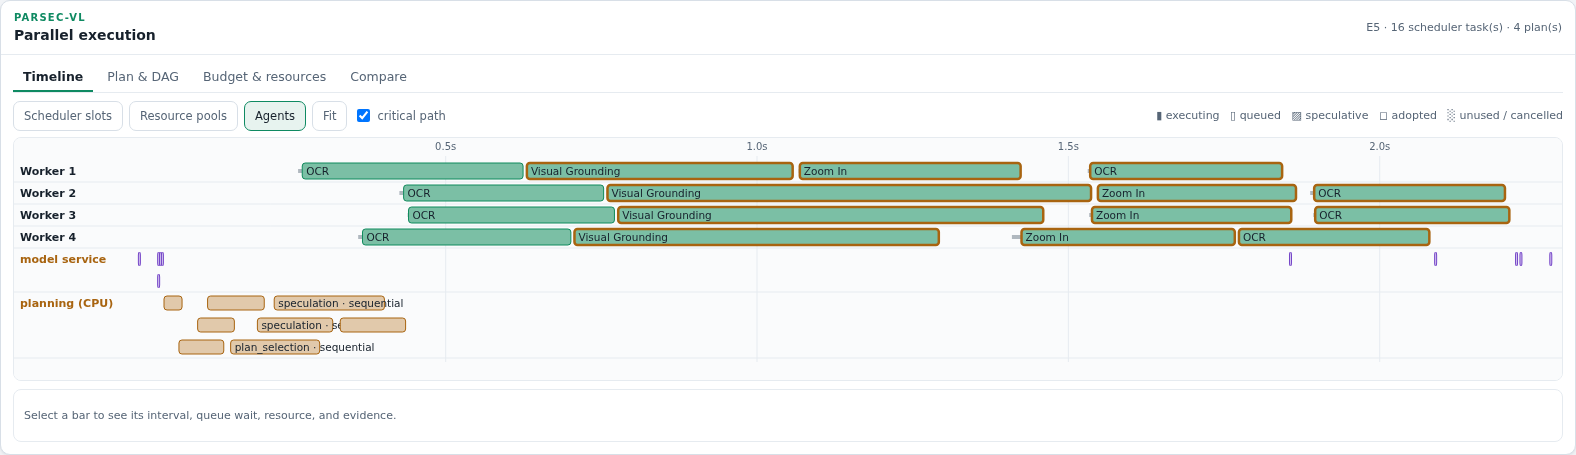 PARSEC-VL
Parallel execution
E5 · 16 scheduler task(s) · 4 plan(s)
Timeline Plan & DAG Budget & resources Compare
Scheduler slots Resource pools Agents Fit critical path
executing queued speculative adopted unused / cancelled
0.5s 1.0s 1.5s 2.0s
Worker 1 OCR Visual Grounding Zoom In OCR
Worker 2 OCR Visual Grounding Zoom In OCR
Worker 3 OCR Visual Grounding Zoom In OCR
Worker 4 OCR Visual Grounding Zoom In OCR
model service
planning (CPU) speculation · sequential
speculation ·
plan_selection · sequential
Select a bar to see its interval, queue wait, resource, and evidence.